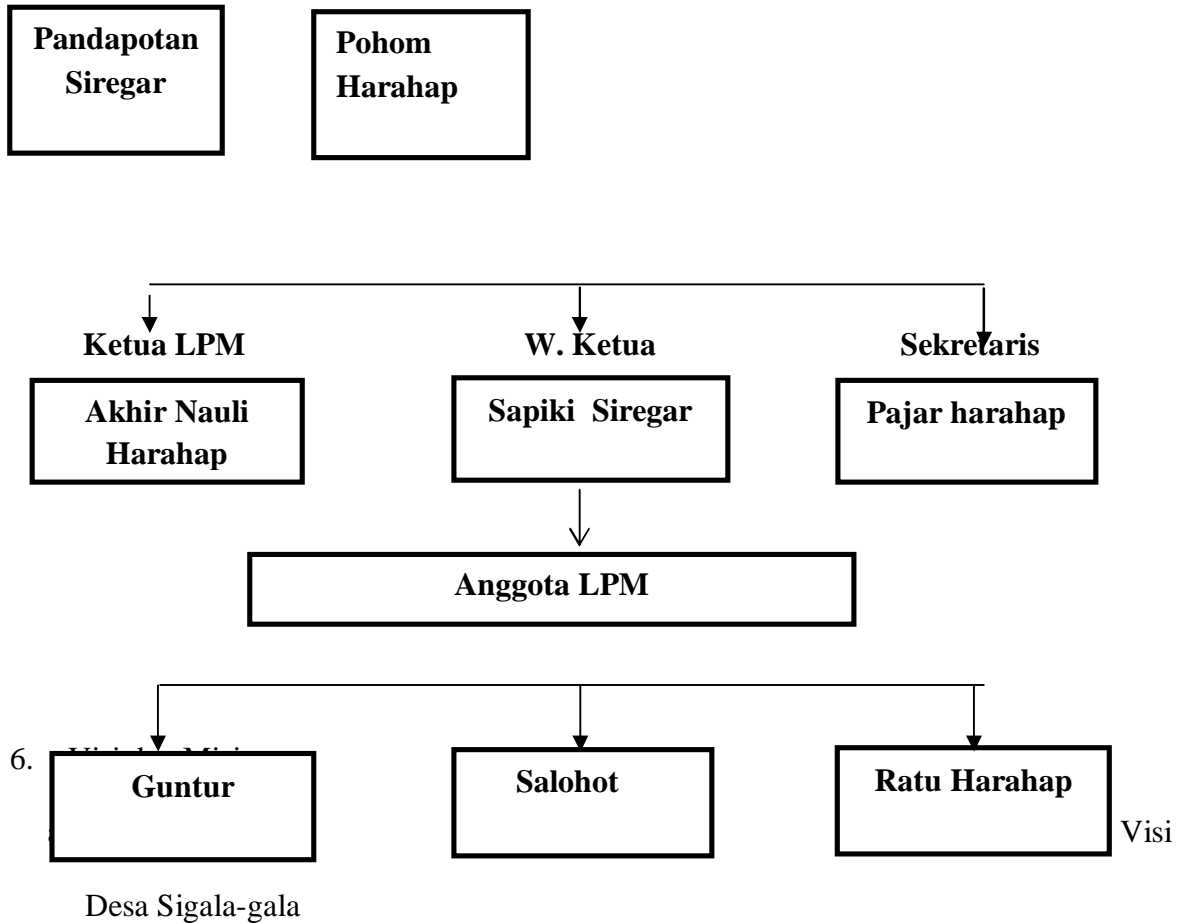 Pandapotan
Siregar
Pohom
Harahap
Ketua LPM
W. Ketua
Sekretaris
Akhir Nauli
Harahap
Sapiki Siregar
Pajar harahap
Anggota LPM
6.
Guntur
Salohot
Ratu Harahap
Visi
Desa Sigala-gala